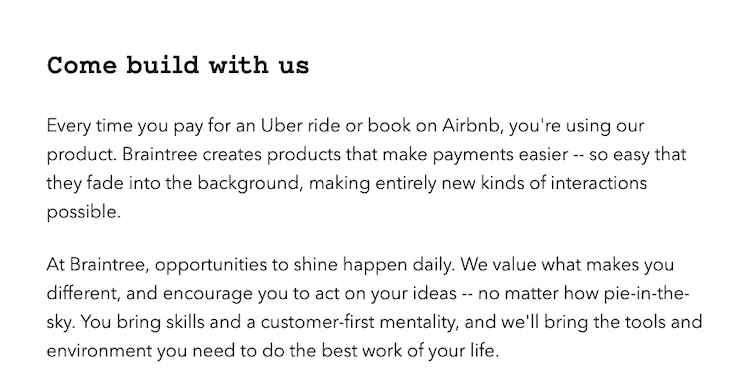 Come build with us
Every time you pay for an Uber ride or book on Airbnb, you're using our
product. Braintree creates products that make payments easier -- so easy that
they fade into the background, making entirely new kinds of interactions
possible.
At Braintree, opportunities to shine happen daily. We value what makes you
different, and encourage you to act on your ideas -- no matter how pie-in-the-
sky. You bring skills and a customer-first mentality, and we'll bring the tools and
environment you need to do the best work of your life.